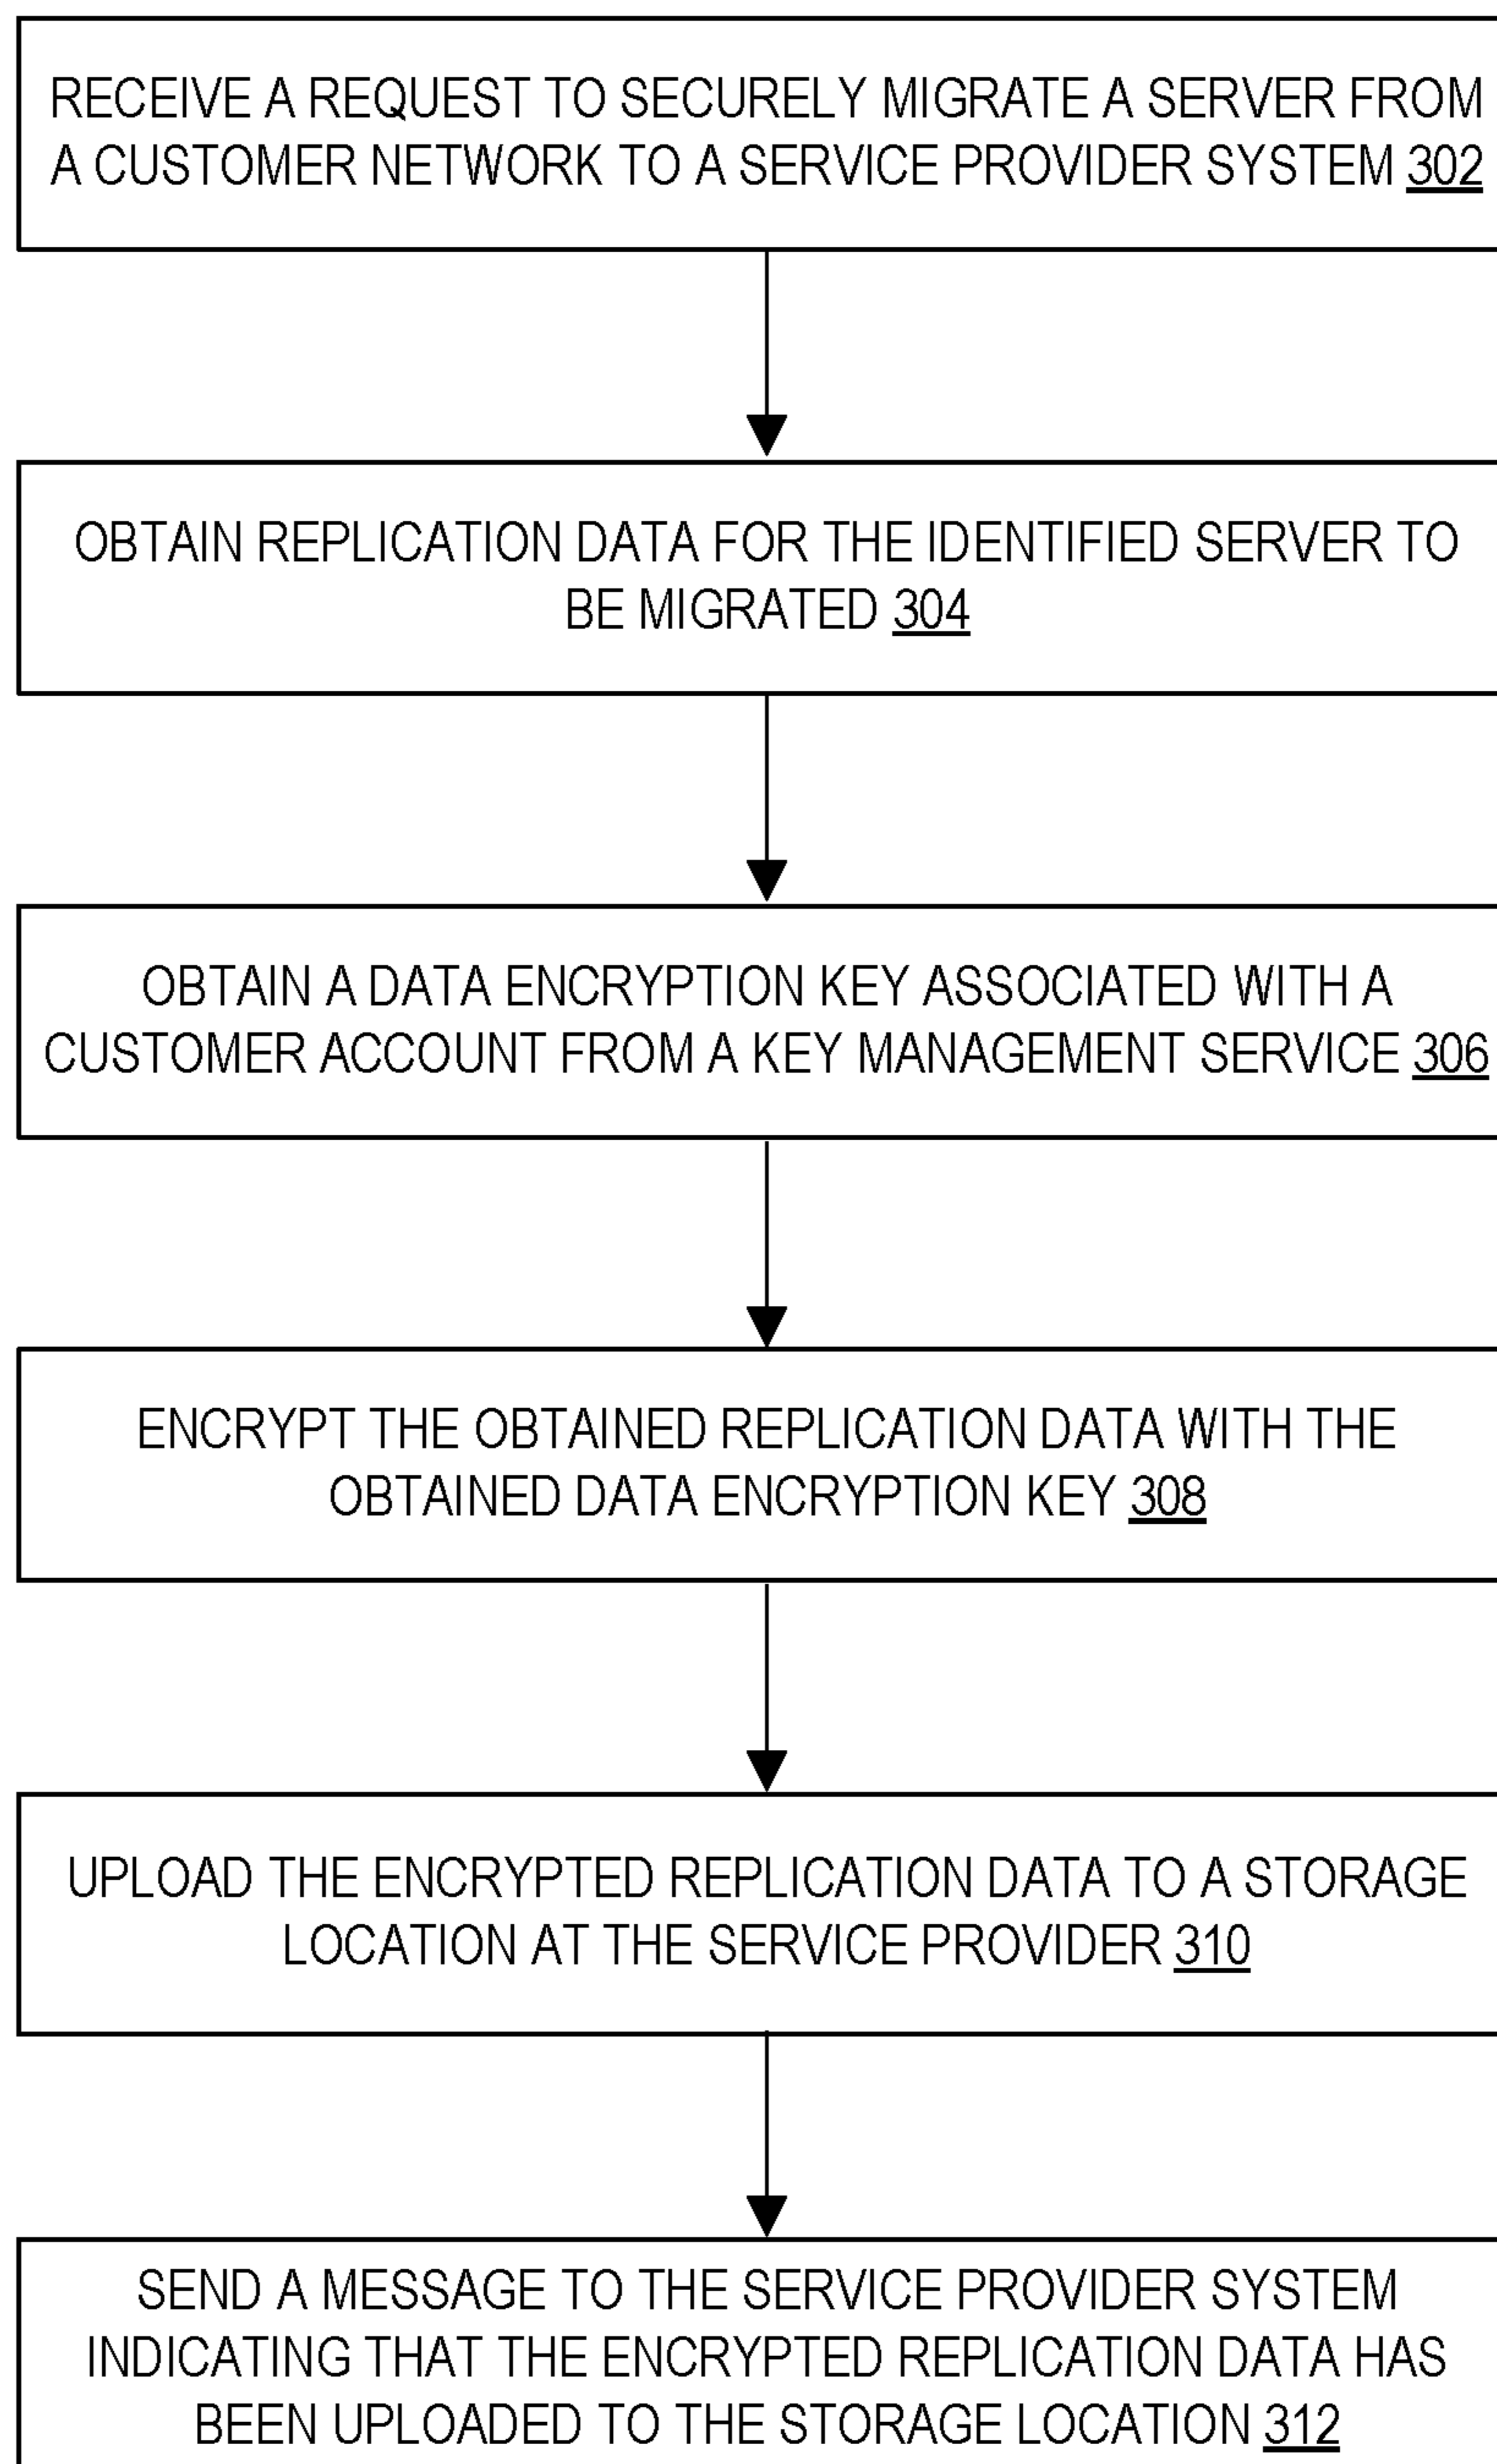 RECEIVE A REQUEST TO SECURELY MIGRATE A SERVER FROM
A CUSTOMER NETWORK TO A SERVICE PROVIDER SYSTEM 302
OBTAIN REPLICATION DATA FOR THE IDENTIFIED SERVER TO
BE MIGRATED 304
OBTAIN A DATA ENCRYPTION KEY ASSOCIATED WITH A
CUSTOMER ACCOUNT FROM A KEY MANAGEMENT SERVICE 306
ENCRYPT THE OBTAINED REPLICATION DATA WITH THE
OBTAINED DATA ENCRYPTION KEY 308
UPLOAD THE ENCRYPTED REPLICATION DATA TO A STORAGE
LOCATION AT THE SERVICE PROVIDER 310
SEND A MESSAGE TO THE SERVICE PROVIDER SYSTEM
INDICATING THAT THE ENCRYPTED REPLICATION DATA HAS
BEEN UPLOADED TO THE STORAGE LOCATION 312